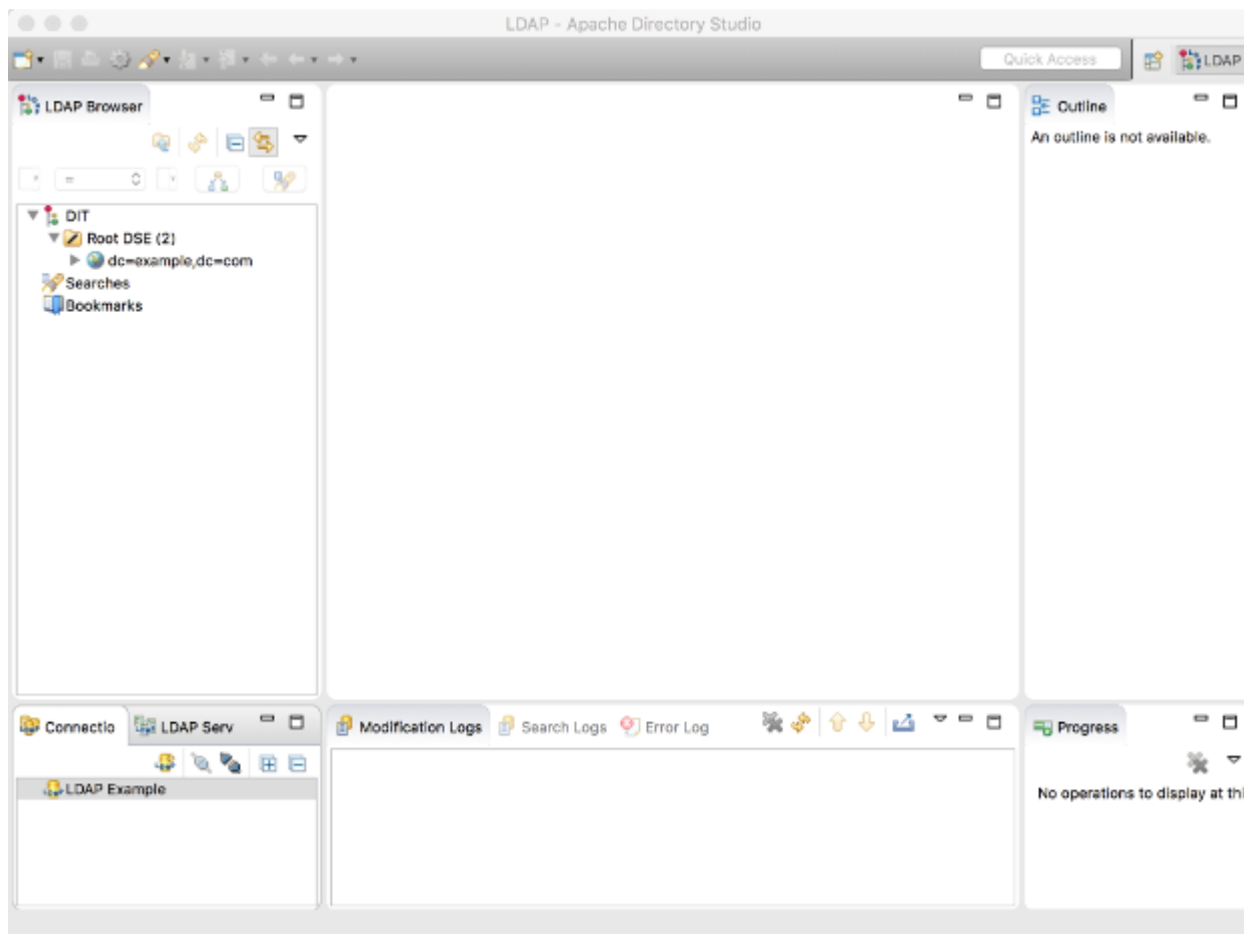 LDAP - Apache Directory Studio
Quick Access
LDAP
LDAP Browser
Outline
An outline is not available.
=
DIT
Root DSE (2)
dc=example,dc=com
Searches
Bookmarks
Connectio
LDAP Serv
Modification Logs
Search Logs
Error Log
Progress
LDAP Example
No operations to display at thi